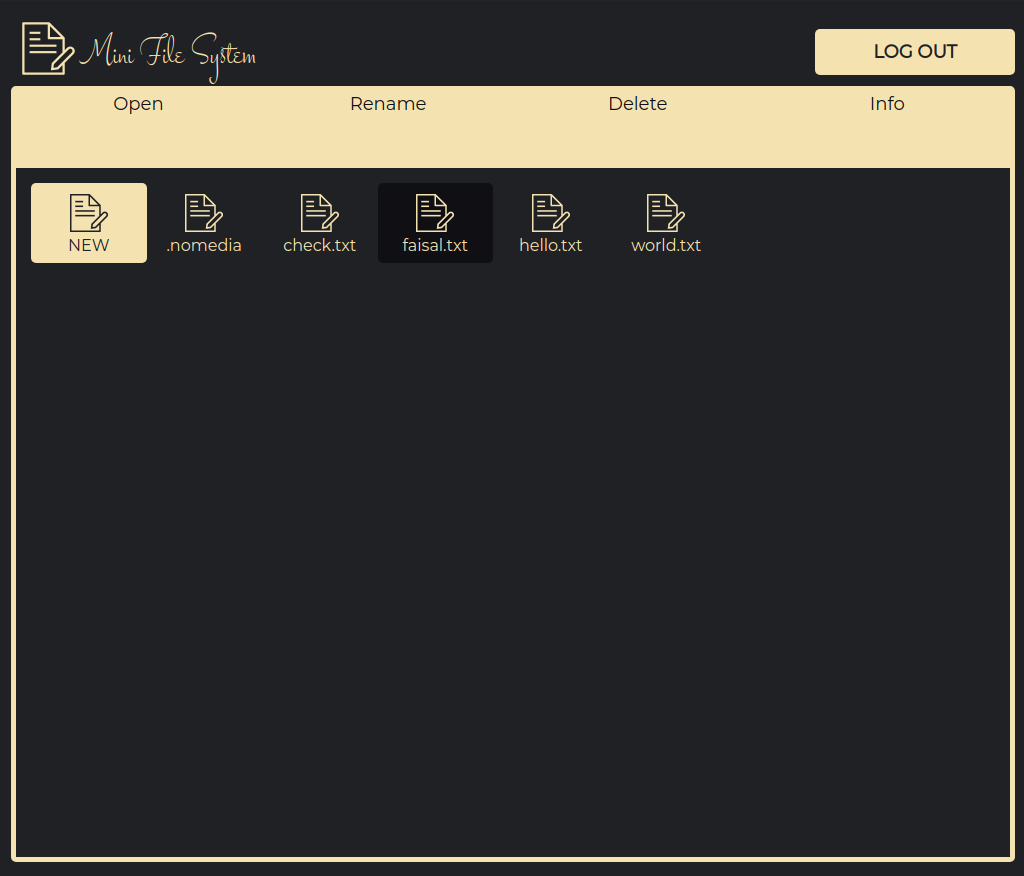 Mini File System
LOG OUT
Open Rename Delete Info
NEW .nomedia check.txt faisal.txt hello.txt world.txt